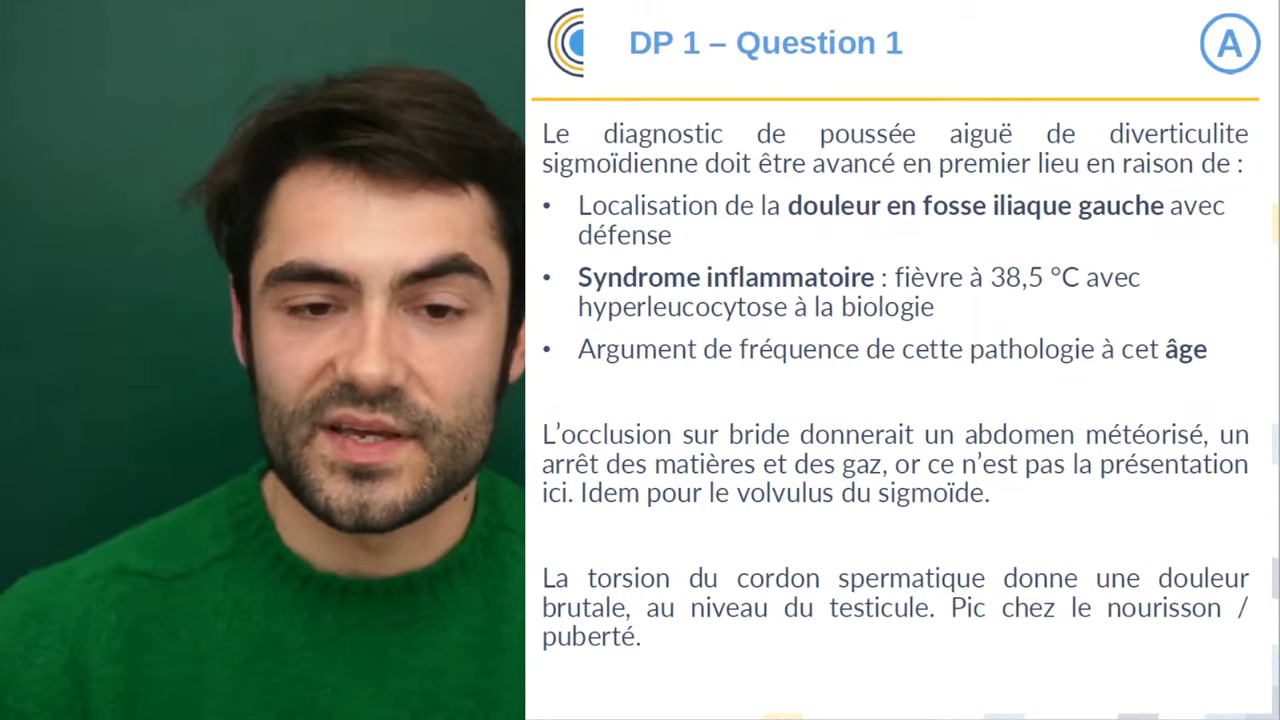 DP 1 – Question 1
A
Le diagnostic de poussée aiguë de diverticulite
sigmoïdienne doit être avancé en premier lieu en raison de :
• Localisation de la douleur en fosse iliaque gauche avec
défense
• Syndrome inflammatoire : fièvre à 38,5 °C avec
hyperleucocytose à la biologie
• Argument de fréquence de cette pathologie à cet âge
L’occlusion sur bride donnerait un abdomen météorisé, un
arrêt des matières et des gaz, or ce n’est pas la présentation
ici. Idem pour le volvulus du sigmoïde.
La torsion du cordon spermatique donne une douleur
brutale, au niveau du testicule. Pic chez le nourisson /
puberté.